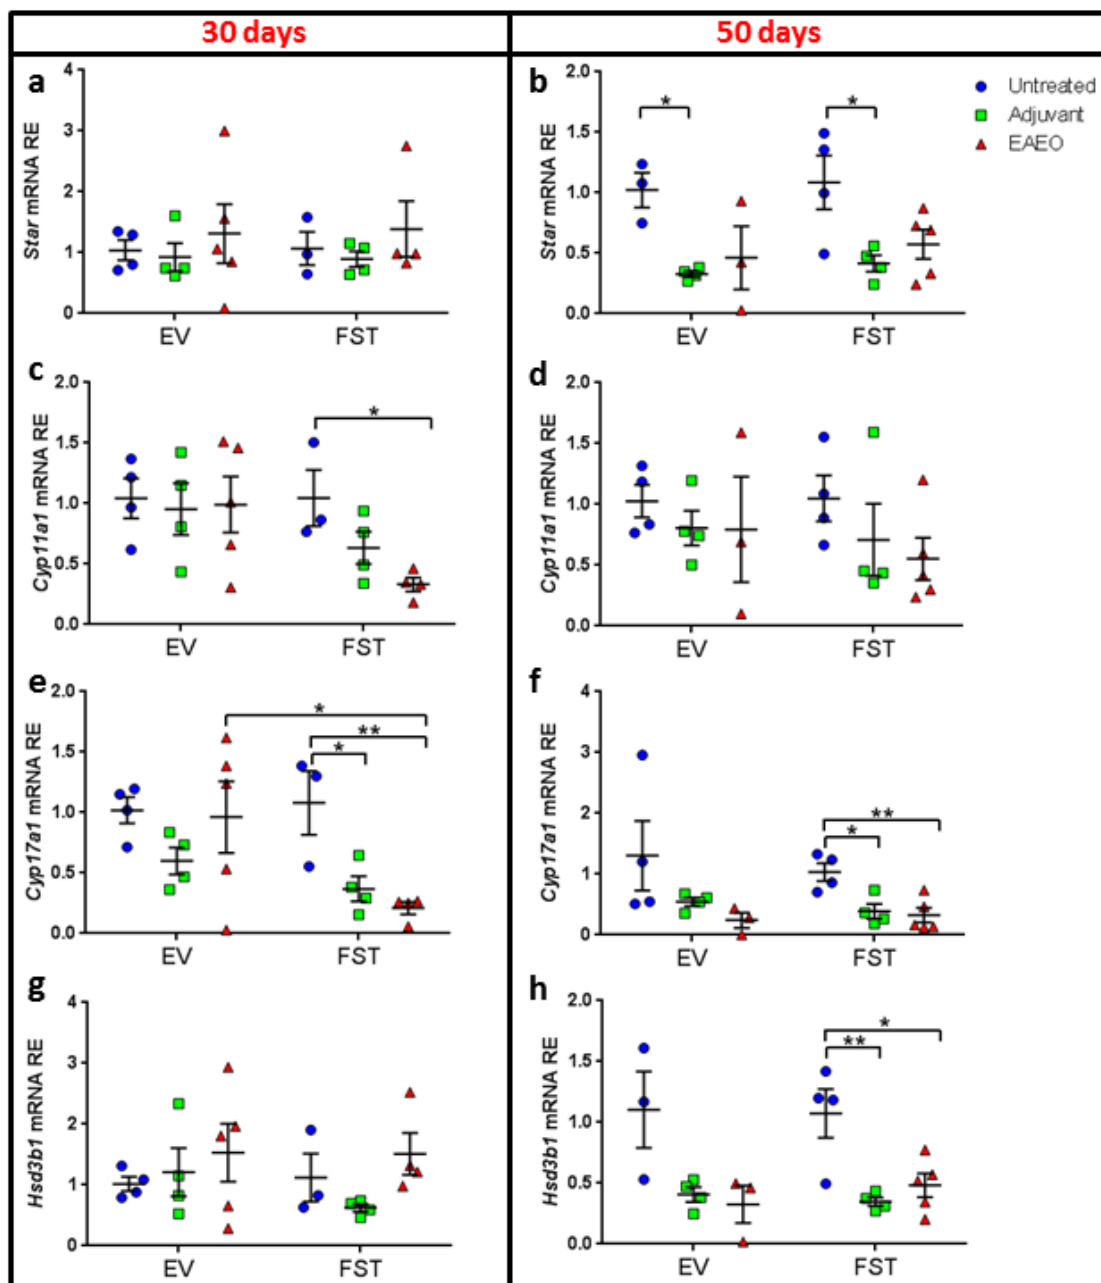 30 days
50 days
a
Star mRNA RE
4
3
2
1
0
EV
FST
b
Star mRNA RE
2.0
1.5
1.0
0.5
0.0
*
*
EV
FST
Untreated
Adjuvant
EAEO
c
Cyp11a1 mRNA RE
2.0
1.5
1.0
0.5
0.0
*
EV
FST
d
Cyp11a1 mRNA RE
2.0
1.5
1.0
0.5
0.0
EV
FST
e
Cyp17a1 mRNA RE
2.0
1.5
1.0
0.5
0.0
*
**
*
EV
FST
f
Cyp17a1 mRNA RE
4
3
2
1
0
**
*
EV
FST
g
Hsd3b1 mRNA RE
4
3
2
1
0
EV
FST
h
Hsd3b1 mRNA RE
2.0
1.5
1.0
0.5
0.0
*
**
EV
FST